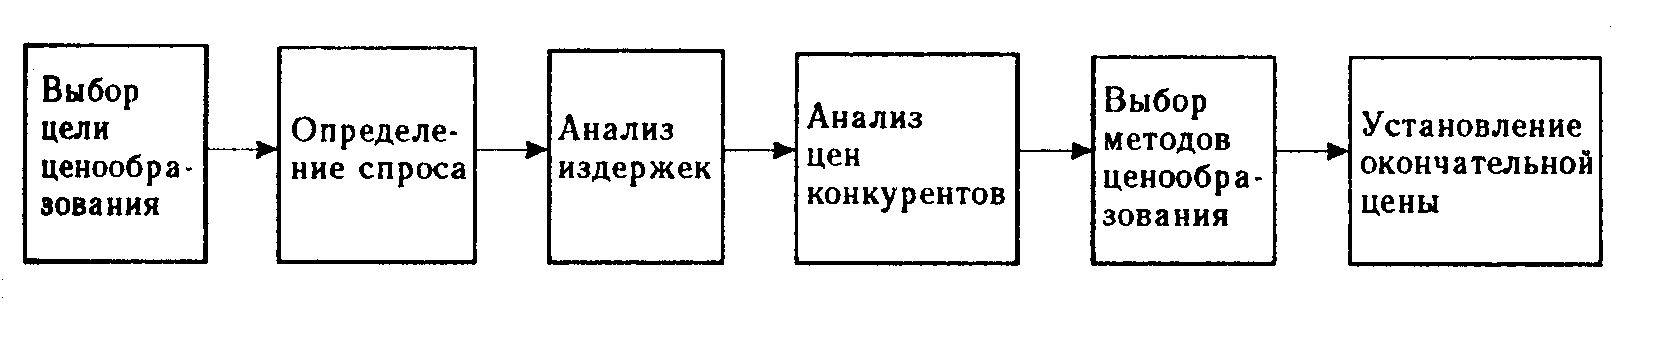 Выбор
цели
ценообра-
зования
Определе-
ние спроса
Анализ
издержек
Анализ
цен
конкурентов
Выбор
методов
ценообра-
зования
Установление
окончательной
цены